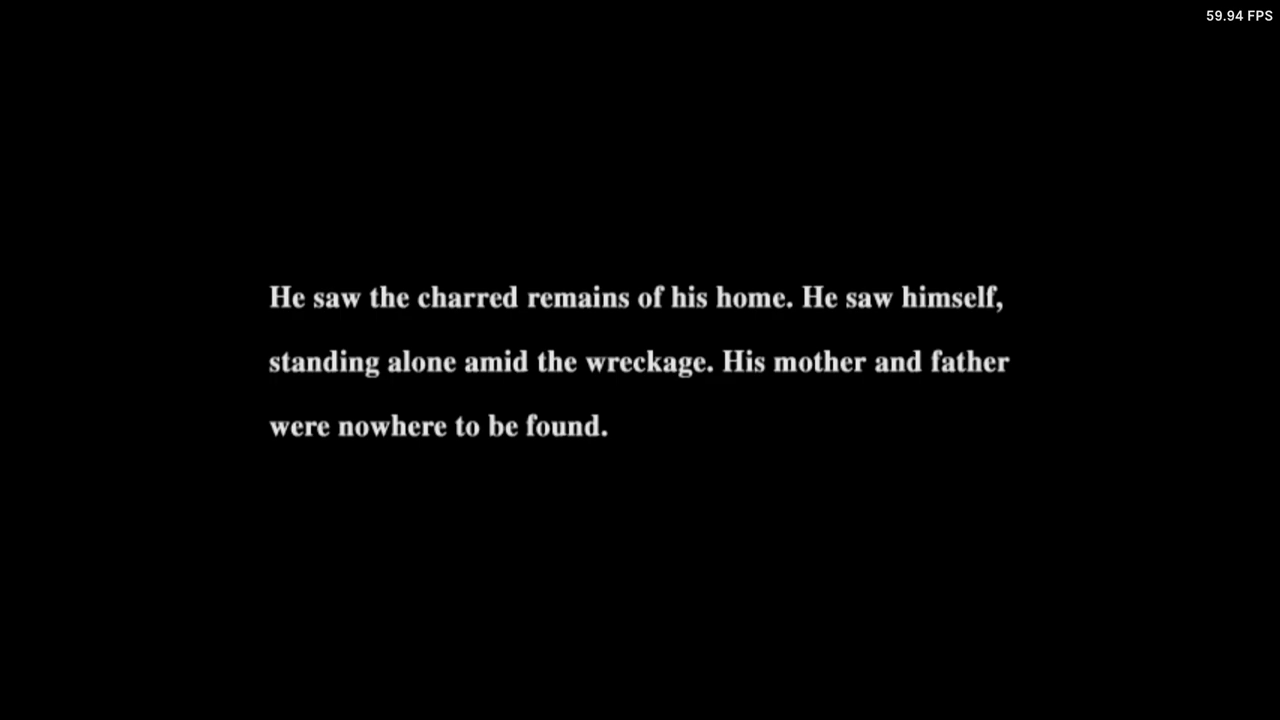 59.94 FPS
He saw the charred remains of his home. He saw himself,
standing alone amid the wreckage. His mother and father
were nowhere to be found.